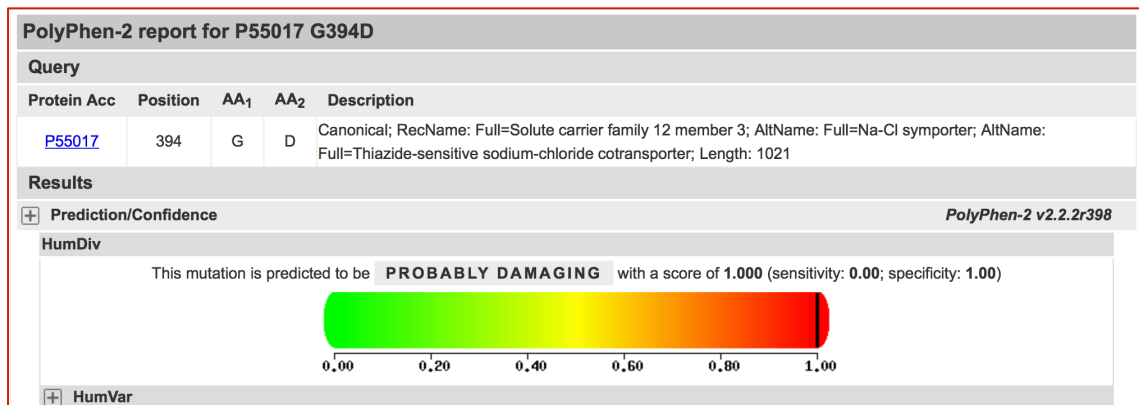 PolyPhen-2 report for P55017 G394D
Query
Protein Acc Position AA1 AA2 Description
P55017 394 G D Canonical; RecName: Full=Solute carrier family 12 member 3; AltName: Full=Na-Cl symporter; AltName:
Full=Thiazide-sensitive sodium-chloride cotransporter; Length: 1021
Results
+ Prediction/Confidence PolyPhen-2 v2.2.2r398
HumDiv
This mutation is predicted to be PROBABLY DAMAGING with a score of 1.000 (sensitivity: 0.00; specificity: 1.00)
0.00 0.20 0.40 0.60 0.80 1.00
+ HumVar